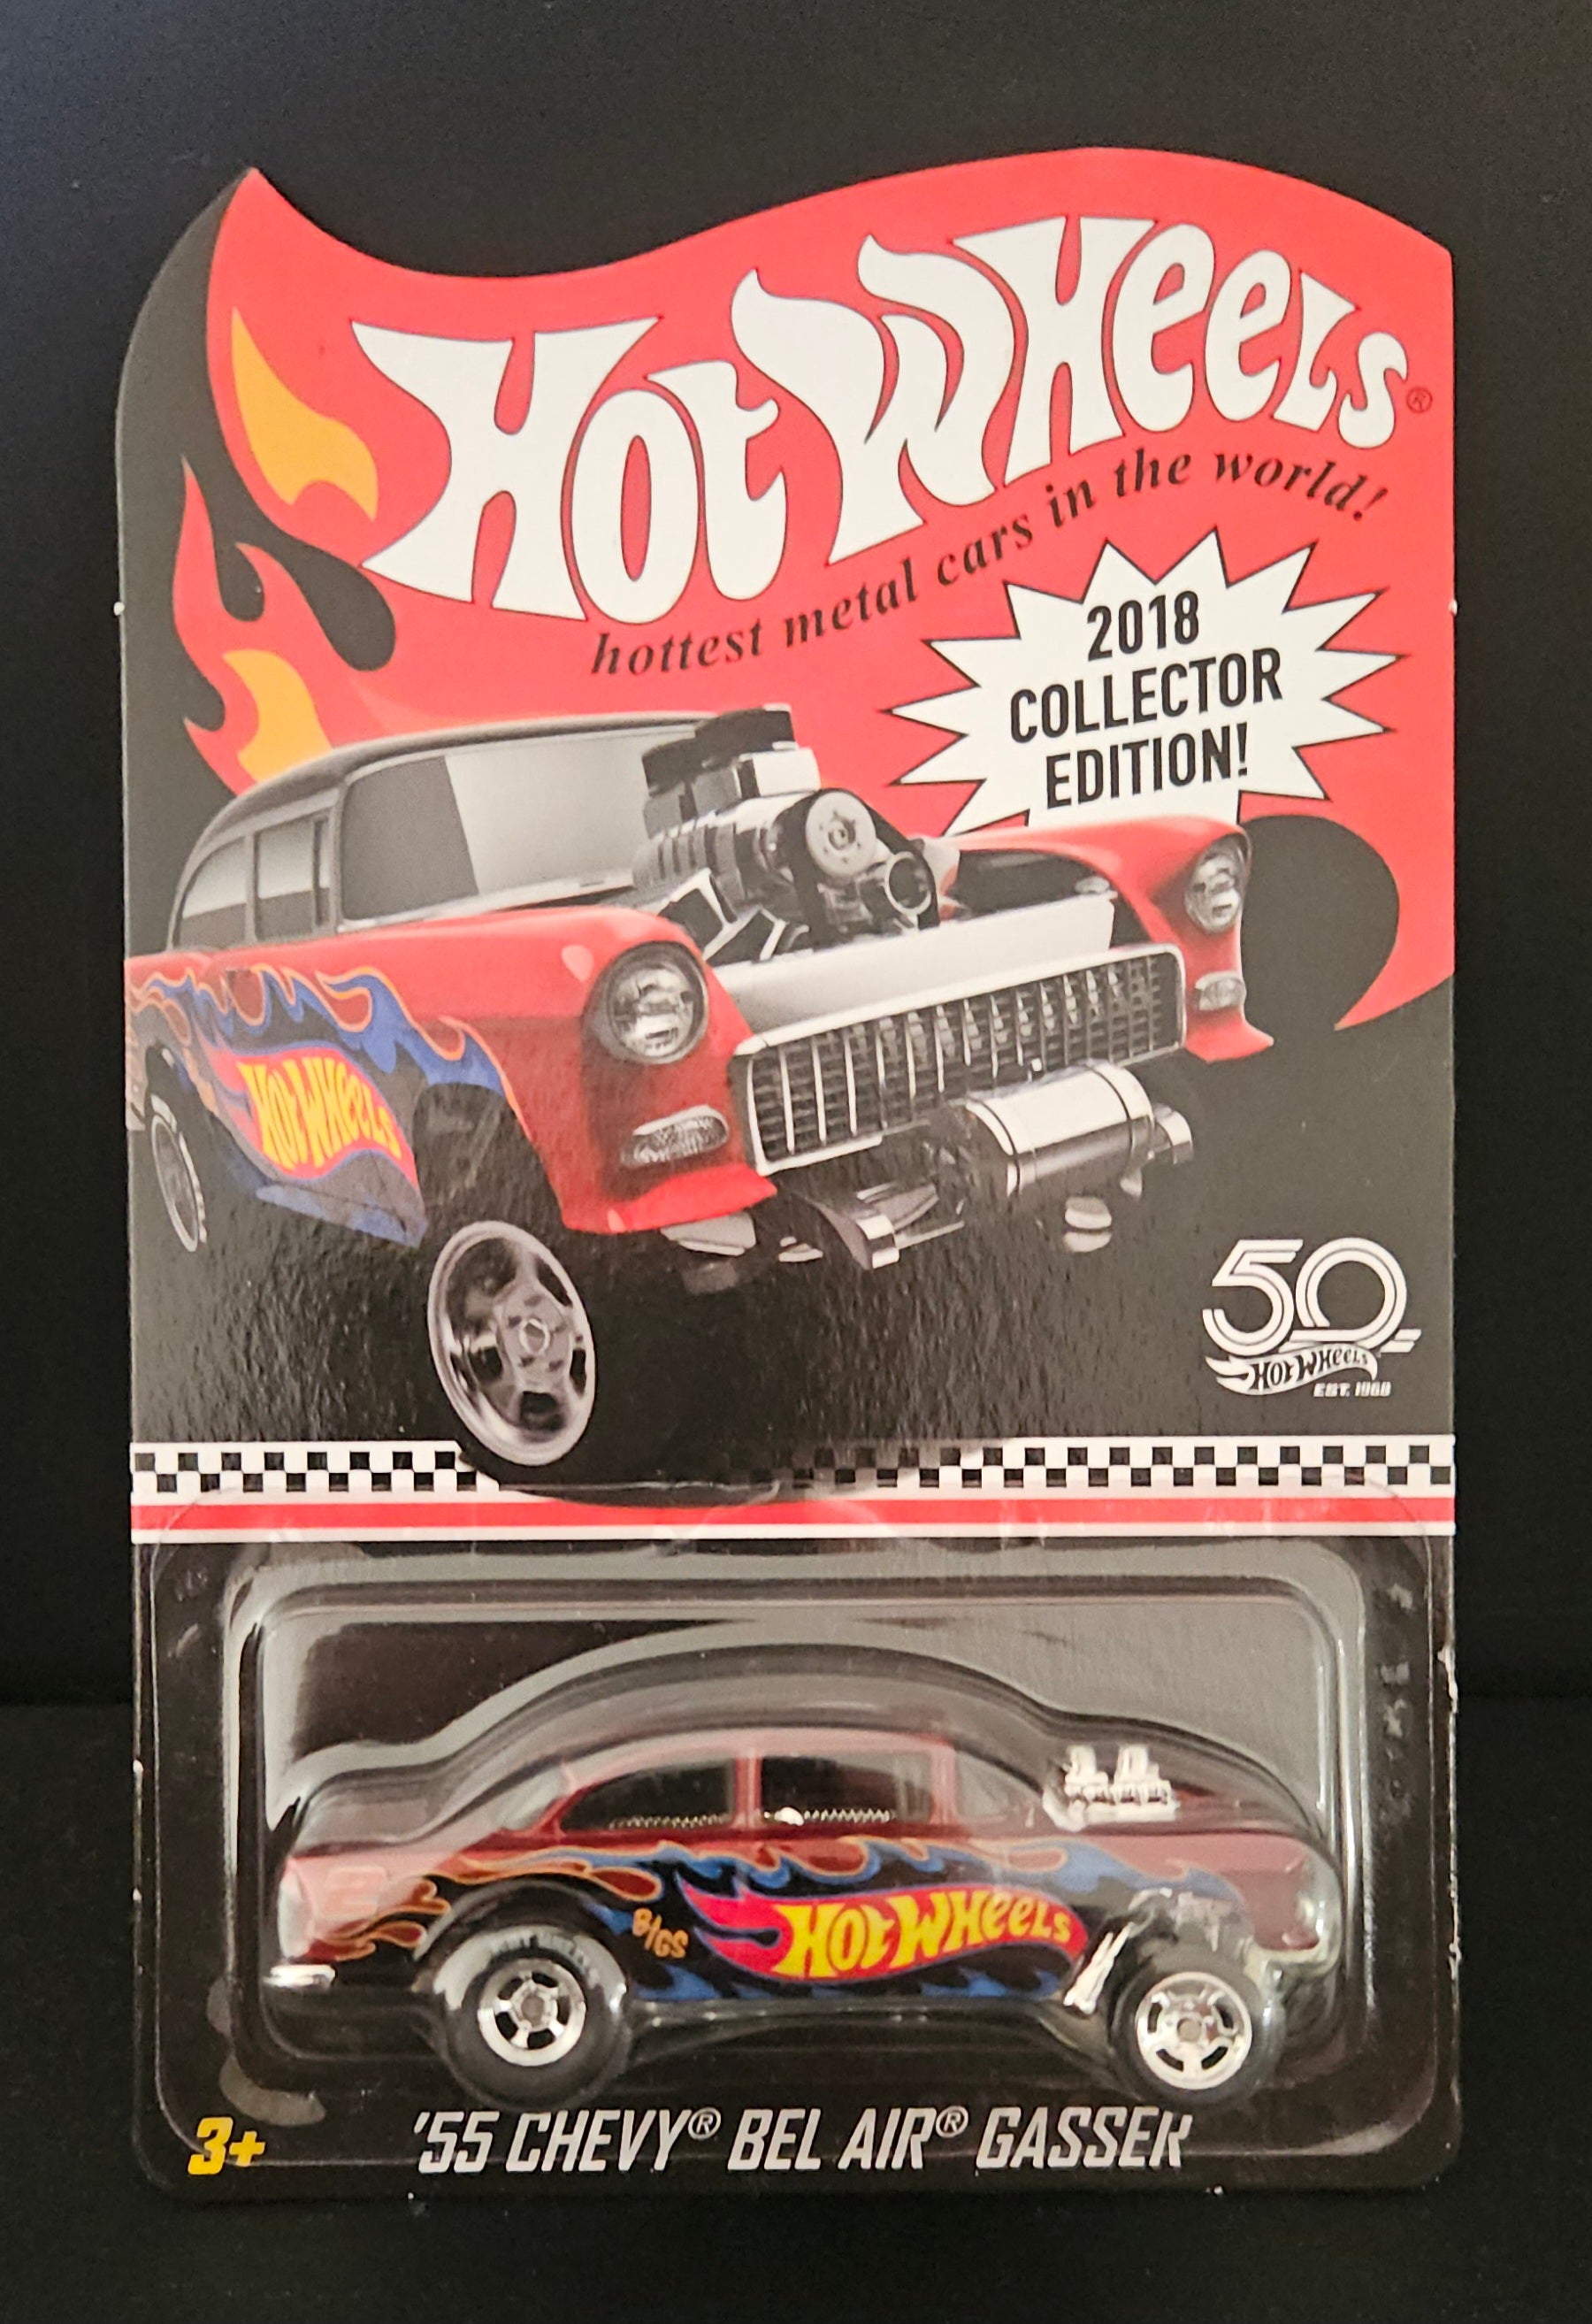 HOT WHEELS®
hottest metal cars in the world!
2018
COLLECTOR
EDITION!
HOT WHEELS
50
HOT WHEELS
EST. 1968
B/GS
HOT WHEELS
3+
'55 CHEVY® BEL AIR® GASSER